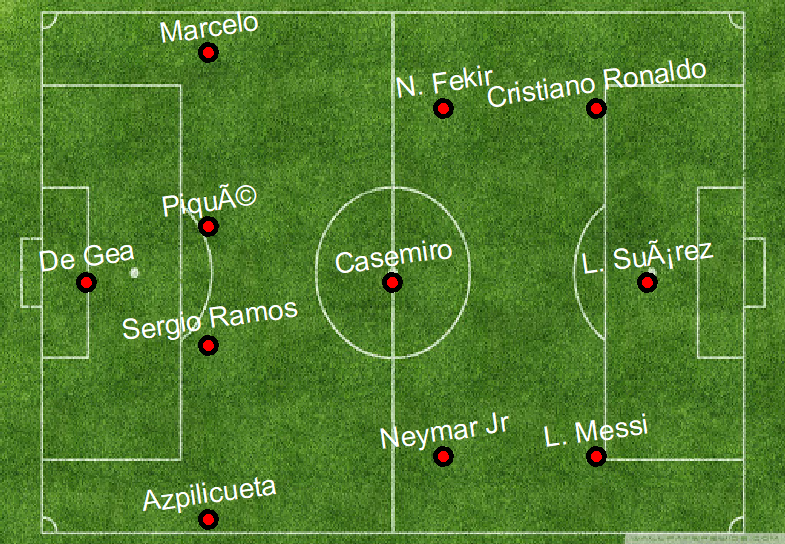 Marcelo
N. Fekir
Cristiano Ronaldo
PiquÃ©
De Gea
Casemiro
L. SuÃ¡rez
Sergio Ramos
Neymar Jr
L. Messi
Azpilicueta